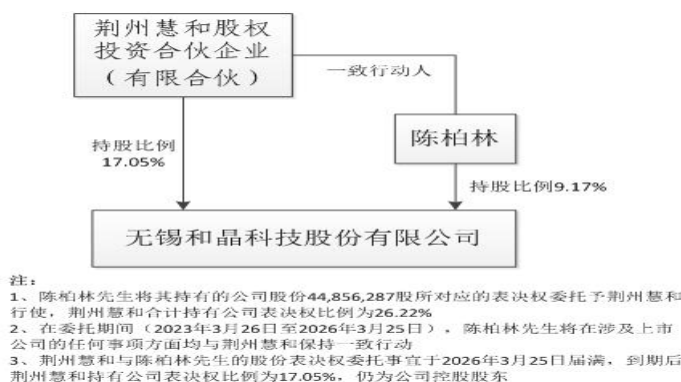 荆州慧和股权
投资合伙企业
（有限合伙）
一致行动人
陈柏林
持股比例
17.05%
持股比例9.17%
无锡和晶科技股份有限公司
注：
1、陈柏林先生将其持有的公司股份44,856,287股所对应的表决权委托予荆州慧和
行使，荆州慧和合计持有公司表决权比例为26.22%
2、在委托期间（2023年3月26日至2026年3月25日），陈柏林先生将在涉及上市
公司的任何事项方面均与荆州慧和保持一致行动
3、荆州慧和与陈柏林先生的股份表决权委托事宜于2026年3月25日届满，到期后
荆州慧和持有公司表决权比例为17.05%，仍为公司控股股东